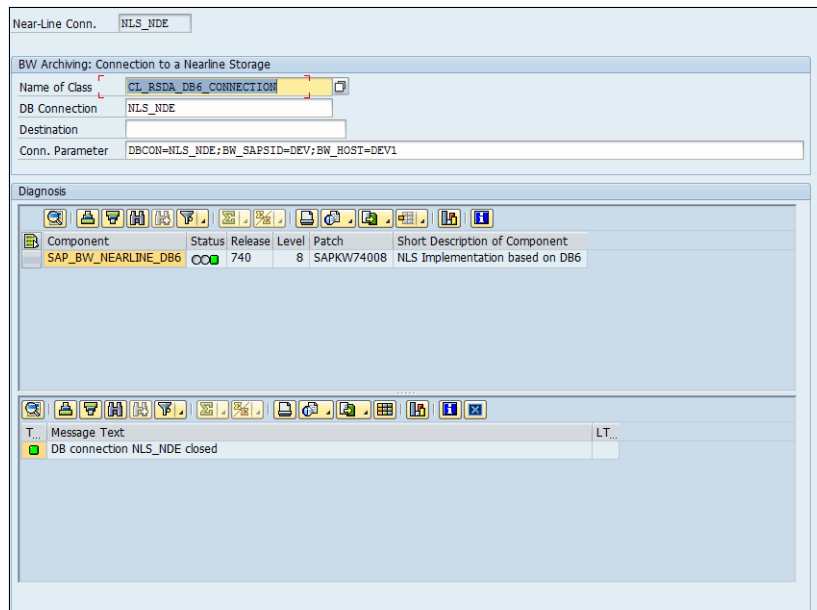 Near-Line Conn. NLS_NDE
BW Archiving: Connection to a Nearline Storage
Name of Class CL_RSDA_DB6_CONNECTION
DB Connection NLS_NDE
Destination
Conn. Parameter DBCON=NLS_NDE;BW_SAPSID=DEV;BW_HOST=DEV1
Diagnosis
Component Status Release Level Patch Short Description of Component
SAP_BW_NEARLINE_DB6 740 8 SAPKW74008 NLS Implementation based on DB6
T... Message Text LT...
DB connection NLS_NDE closed